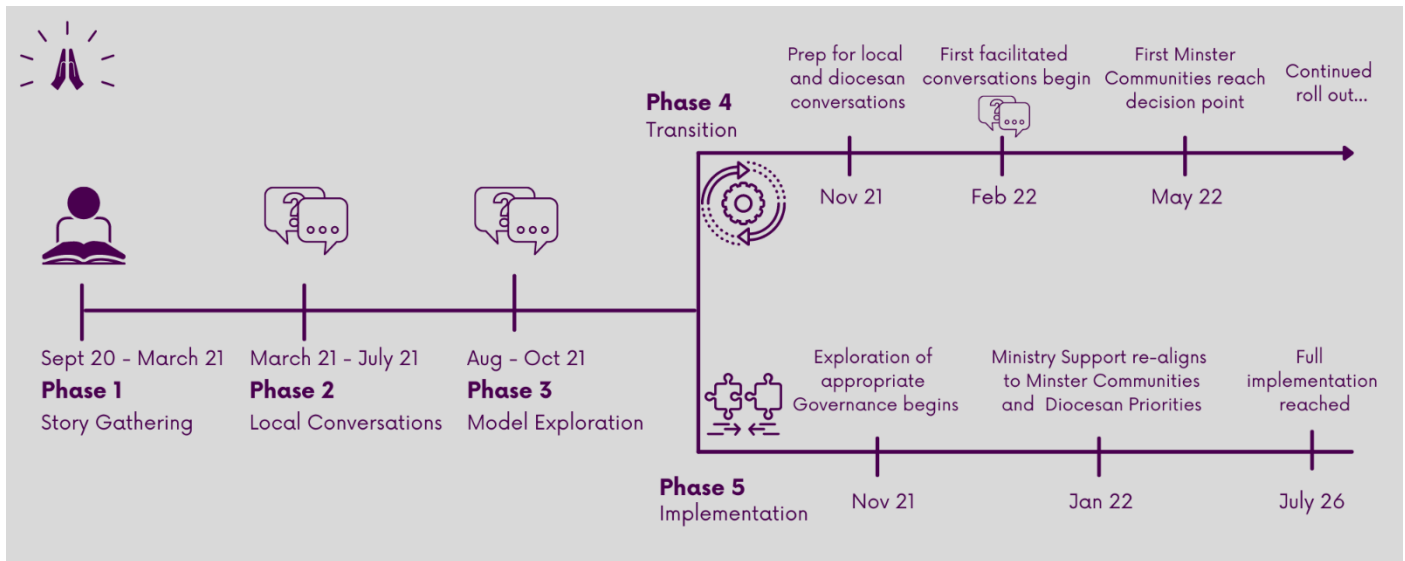 Phase 4
Transition
Prep for local
and diocesan
conversations
Nov 21
First facilitated
conversations begin
?
...
Feb 22
First Minster
Communities reach
decision point
May 22
Continued
roll out...
Sept 20 - March 21
Phase 1
Story Gathering
?
...
March 21 - July 21
Phase 2
Local Conversations
?
...
Aug - Oct 21
Phase 3
Model Exploration
Phase 5
Implementation
Exploration of
appropriate
Governance begins
Nov 21
Ministry Support re-aligns
to Minster Communities
and Diocesan Priorities
Jan 22
Full
implementation
reached
July 26